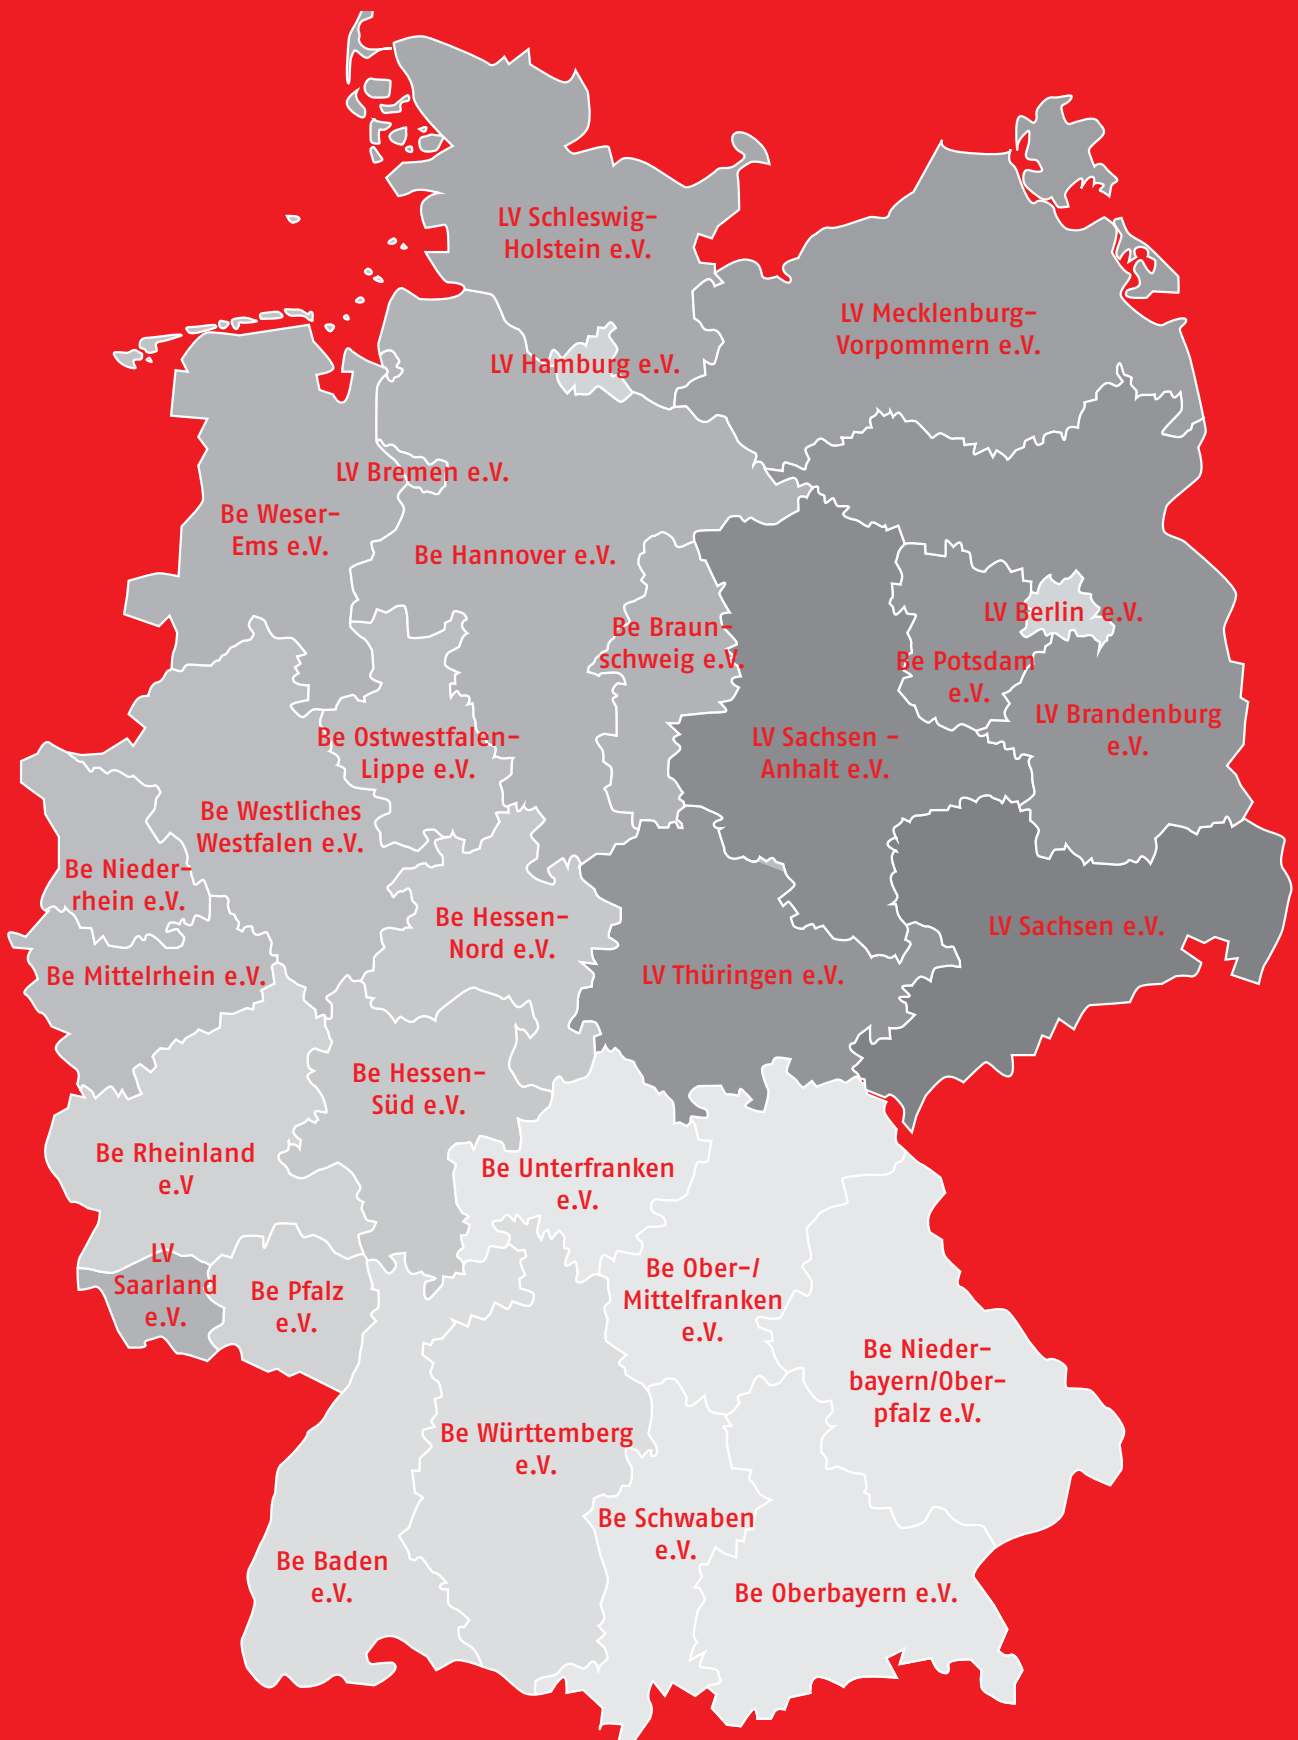 LV Schleswig-
Holstein e.V.
LV Mecklenburg-
Vorpommern e.V.
LV Hamburg e.V.
LV Bremen e.V.
Be Weser-
Ems e.V.
Be Hannover e.V.
Be Braun-
schweig e.V.
LV Berlin e.V.
Be Potsdam
e.V.
LV Brandenburg
e.V.
LV Sachsen -
Anhalt e.V.
Be Ostwestfalen-
Lippe e.V.
Be Westliches
Westfalen e.V.
Be Nieder-
rhein e.V.
Be Hessen-
Nord e.V.
LV Sachsen e.V.
Be Mittelrhein e.V.
LV Thüringen e.V.
Be Hessen-
Süd e.V.
Be Rheinland
e.V
Be Unterfranken
e.V.
LV
Saarland
e.V.
Be Pfalz
e.V.
Be Ober-/
Mittelfranken
e.V.
Be Nieder-
bayern/Ober-
pfalz e.V.
Be Württemberg
e.V.
Be Schwaben
e.V.
Be Baden
e.V.
Be Oberbayern e.V.